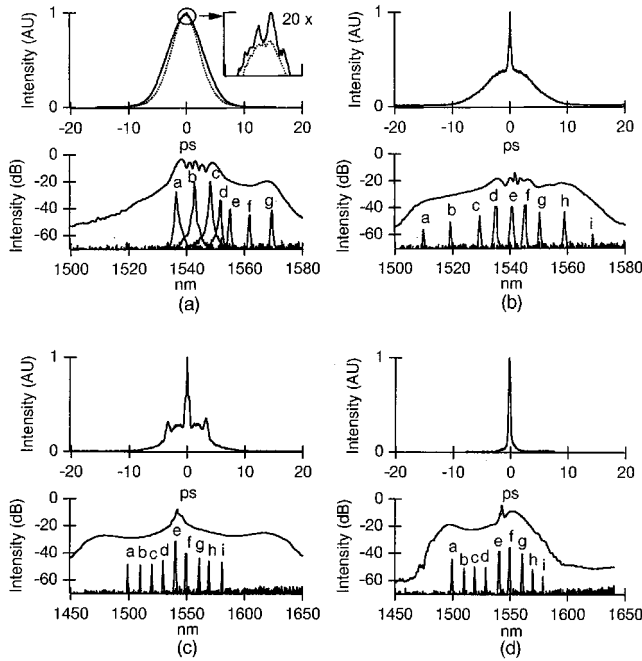 1
Intensity (AU)
0
-20 -10 0 10 20
ps
20 x
0
Intensity (dB)
-20
-40
-60
a b c d e f g
1500 1520 1540 1560 1580
nm
(a)
1
Intensity (AU)
0
-20 -10 0 10 20
ps
0
Intensity (dB)
-20
-40
-60
a b c d e f g h i
1500 1520 1540 1560 1580
nm
(b)
1
Intensity (AU)
0
-20 -10 0 10 20
ps
0
Intensity (dB)
-20
-40
-60
a b c d e f g h i
1450 1500 1550 1600 1650
nm
(c)
1
Intensity (AU)
0
-20 -10 0 10 20
ps
0
Intensity (dB)
-20
-40
-60
a b c d e f g h i
1450 1500 1550 1600 1650
nm
(d)